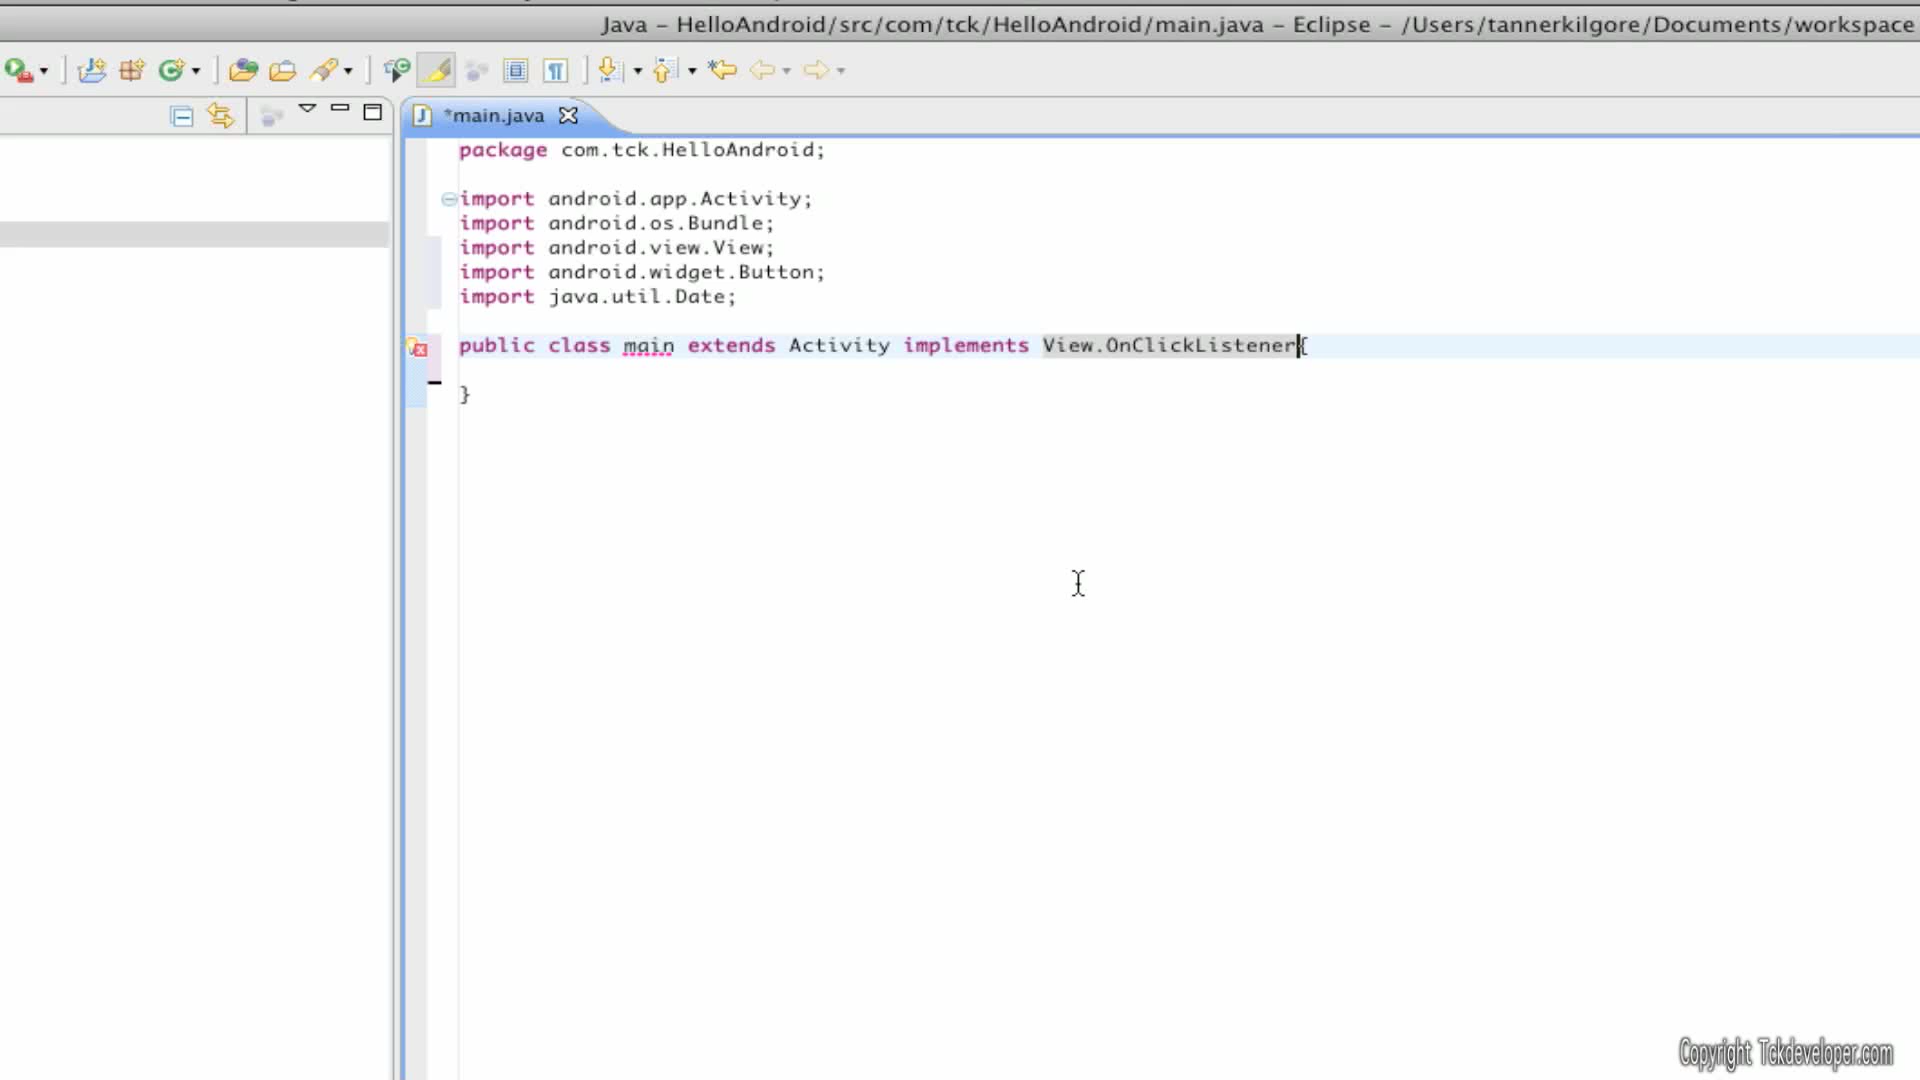 Java – HelloAndroid/src/com/tck/HelloAndroid/main.java – Eclipse – /Users/tannerkilgore/Documents/workspace
*main.java
package com.tck.HelloAndroid;
import android.app.Activity;
import android.os.Bundle;
import android.view.View;
import android.widget.Button;
import java.util.Date;
public class main extends Activity implements View.OnClickListener{
}
Copyright Tckdeveloper.com